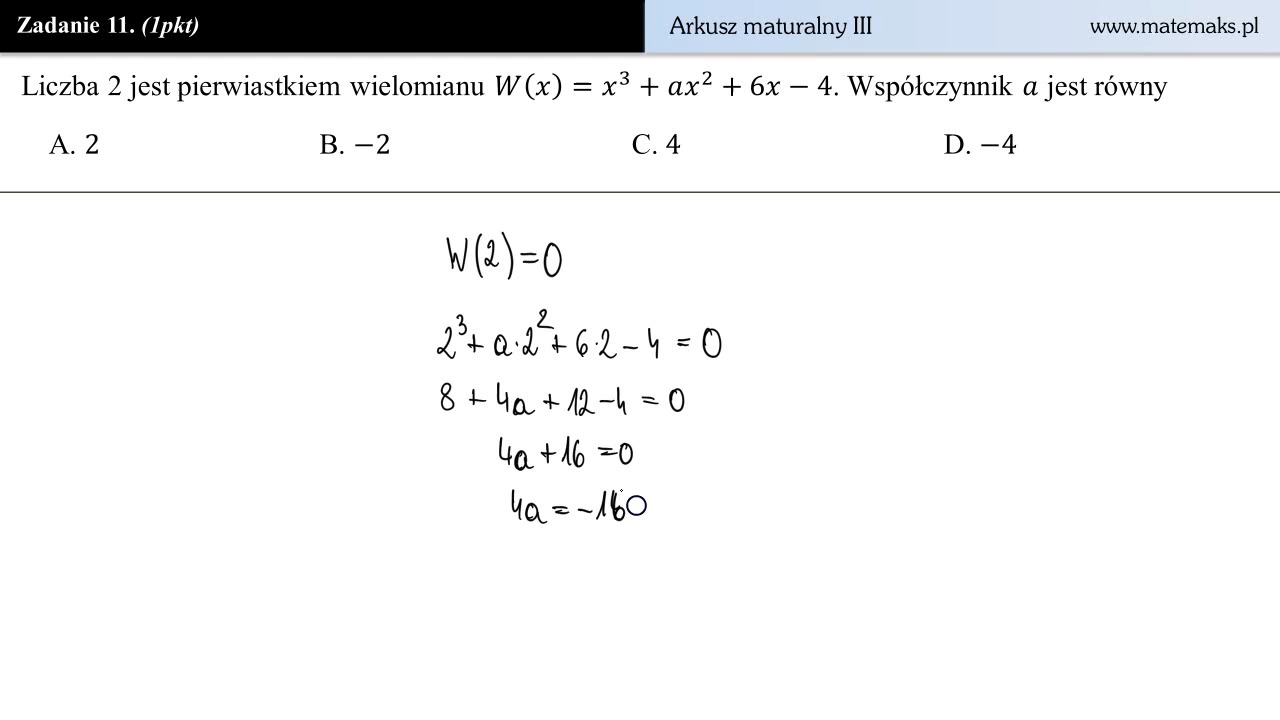 Zadanie 11. (1pkt)
Arkusz maturalny III
www.matemaks.pl
Liczba 2 jest pierwiastkiem wielomianu W(x) = x³ + ax² + 6x − 4. Współczynnik a jest równy
A. 2 B. −2 C. 4 D. −4
W(2)=0
2³ + a·2² + 6·2 − 4 = 0
8 + 4a + 12 − 4 = 0
4a + 16 = 0
4a = −16